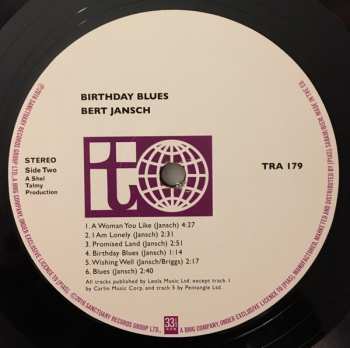 BIRTHDAY BLUES
BERT JANSCH
STEREO
Side Two
A Shel
Talmy
Production
t
TRA 179
1. A Woman You Like (Jansch) 4:27
2. I Am Lonely (Jansch) 2:31
3. Promised Land (Jansch) 2:51
4. Birthday Blues (Jansch) 1:14
5. Wishing Well (Jansch/Briggs) 2:17
6. Blues (Jansch) 2:40
All tracks published by Leola Music Ltd, except track 1
by Carlin Music Corp. and track 5 by Pentangle Ltd.
33⅓